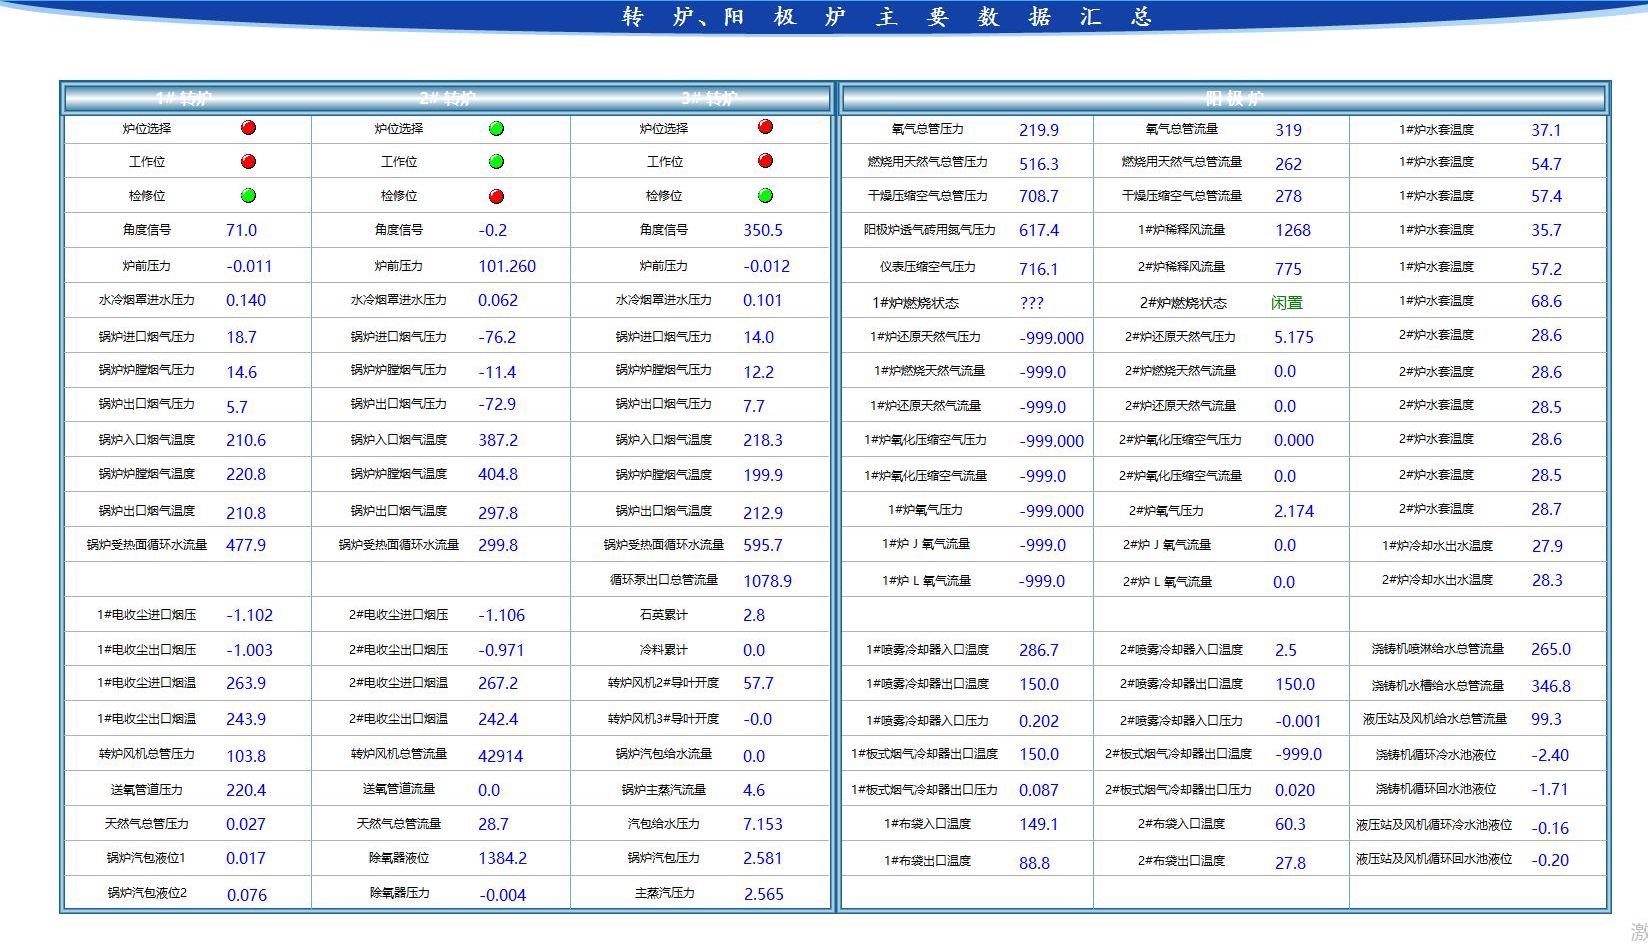 转 炉、阳 极 炉 主 要 数 据 汇 总
1# 转炉 2# 转炉 3# 转炉 阳 极 炉
炉位选择 炉位选择 炉位选择 氧气总管压力 219.9 氧气总管流量 319 1#炉水套温度 37.1
工作位 工作位 工作位 燃烧用天然气总管压力 516.3 燃烧用天然气总管流量 262 1#炉水套温度 54.7
检修位 检修位 检修位 干燥压缩空气总管压力 708.7 干燥压缩空气总管流量 278 1#炉水套温度 57.4
角度信号 71.0 角度信号 -0.2 角度信号 350.5 阳极炉透气砖用氮气压力 617.4 1#炉稀释风流量 1268 1#炉水套温度 35.7
炉前压力 -0.011 炉前压力 101.260 炉前压力 -0.012 仪表压缩空气压力 716.1 2#炉稀释风流量 775 1#炉水套温度 57.2
水冷烟罩进水压力 0.140 水冷烟罩进水压力 0.062 水冷烟罩进水压力 0.101 1#炉燃烧状态 ??? 2#炉燃烧状态 闲置 1#炉水套温度 68.6
锅炉进口烟气压力 18.7 锅炉进口烟气压力 -76.2 锅炉进口烟气压力 14.0 1#炉还原天然气压力 -999.000 2#炉还原天然气压力 5.175 2#炉水套温度 28.6
锅炉炉膛烟气压力 14.6 锅炉炉膛烟气压力 -11.4 锅炉炉膛烟气压力 12.2 1#炉燃烧天然气流量 -999.0 2#炉燃烧天然气流量 0.0 2#炉水套温度 28.6
锅炉出口烟气压力 5.7 锅炉出口烟气压力 -72.9 锅炉出口烟气压力 7.7 1#炉还原天然气流量 -999.0 2#炉还原天然气流量 0.0 2#炉水套温度 28.5
锅炉入口烟气温度 210.6 锅炉入口烟气温度 387.2 锅炉入口烟气温度 218.3 1#炉氧化压缩空气压力 -999.000 2#炉氧化压缩空气压力 0.000 2#炉水套温度 28.6
锅炉炉膛烟气温度 220.8 锅炉炉膛烟气温度 404.8 锅炉炉膛烟气温度 199.9 1#炉氧化压缩空气流量 -999.0 2#炉氧化压缩空气流量 0.0 2#炉水套温度 28.5
锅炉出口烟气温度 210.8 锅炉出口烟气温度 297.8 锅炉出口烟气温度 212.9 1#炉氧气压力 -999.000 2#炉氧气压力 2.174 2#炉水套温度 28.7
锅炉受热面循环水流量 477.9 锅炉受热面循环水流量 299.8 锅炉受热面循环水流量 595.7 1#炉 J 氧气流量 -999.0 2#炉 J 氧气流量 0.0 1#炉冷却水出水温度 27.9
循环泵出口总管流量 1078.9 1#炉 L 氧气流量 -999.0 2#炉 L 氧气流量 0.0 2#炉冷却水出水温度 28.3
1#电收尘进口烟压 -1.102 2#电收尘进口烟压 -1.106 石英累计 2.8
1#电收尘出口烟压 -1.003 2#电收尘出口烟压 -0.971 冷料累计 0.0 1#喷雾冷却器入口温度 286.7 2#喷雾冷却器入口温度 2.5 浇铸机喷淋给水总管流量 265.0
1#电收尘进口烟温 263.9 2#电收尘进口烟温 267.2 转炉风机2#导叶开度 57.7 1#喷雾冷却器出口温度 150.0 2#喷雾冷却器出口温度 150.0 浇铸机水槽给水总管流量 346.8
1#电收尘出口烟温 243.9 2#电收尘出口烟温 242.4 转炉风机3#导叶开度 -0.0 1#喷雾冷却器入口压力 0.202 2#喷雾冷却器入口压力 -0.001 液压站及风机给水总管流量 99.3
转炉风机总管压力 103.8 转炉风机总管流量 42914 锅炉汽包给水流量 0.0 1#板式烟气冷却器出口温度 150.0 2#板式烟气冷却器出口温度 -999.0 浇铸机循环冷水池液位 -2.40
送氧管道压力 220.4 送氧管道流量 0.0 锅炉主蒸汽流量 4.6 1#板式烟气冷却器出口压力 0.087 2#板式烟气冷却器出口压力 0.020 浇铸机循环回水池液位 -1.71
天然气总管压力 0.027 天然气总管流量 28.7 汽包给水压力 7.153 1#布袋入口温度 149.1 2#布袋入口温度 60.3 液压站及风机循环冷水池液位 -0.16
锅炉汽包液位1 0.017 除氧器液位 1384.2 锅炉汽包压力 2.581 1#布袋出口温度 88.8 2#布袋出口温度 27.8 液压站及风机循环回水池液位 -0.20
锅炉汽包液位2 0.076 除氧器压力 -0.004 主蒸汽压力 2.565
激